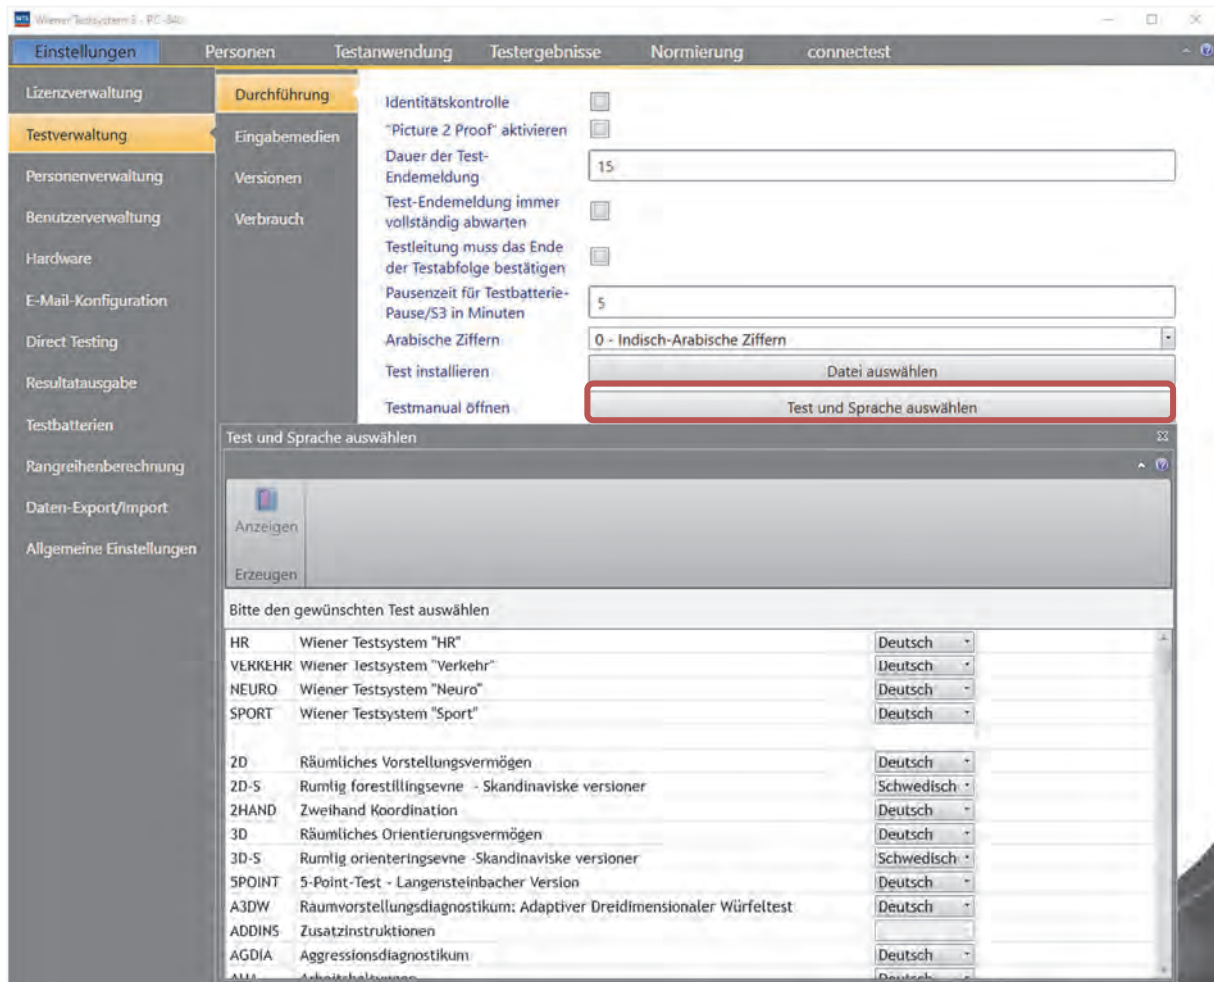 WTS Wiener Testsystem 3 - PC-840
Einstellungen Personen Testanwendung Testergebnisse Normierung connectest
Lizenzverwaltung
Testverwaltung
Personenverwaltung
Benutzerverwaltung
Hardware
E-Mail-Konfiguration
Direct Testing
Resultatausgabe
Testbatterien
Rangreihenberechnung
Daten-Export/Import
Allgemeine Einstellungen
Durchführung
Eingabemedien
Versionen
Verbrauch
Identitätskontrolle
"Picture 2 Proof" aktivieren
Dauer der Test-
Endemeldung 15
Test-Endemeldung immer
vollständig abwarten
Testleitung muss das Ende
der Testabfolge bestätigen
Pausenzeit für Testbatterie-
Pause/S3 in Minuten 5
Arabische Ziffern 0 - Indisch-Arabische Ziffern
Test installieren Datei auswählen
Testmanual öffnen Test und Sprache auswählen
Test und Sprache auswählen
Anzeigen
Erzeugen
Bitte den gewünschten Test auswählen
HR Wiener Testsystem "HR" Deutsch
VERKEHR Wiener Testsystem "Verkehr" Deutsch
NEURO Wiener Testsystem "Neuro" Deutsch
SPORT Wiener Testsystem "Sport" Deutsch
2D Räumliches Vorstellungsvermögen Deutsch
2D-S Rumlig forestillingsevne - Skandinaviske versioner Schwedisch
2HAND Zweihand Koordination Deutsch
3D Räumliches Orientierungsvermögen Deutsch
3D-S Rumlig orienteringsevne -Skandinaviske versioner Schwedisch
5POINT 5-Point-Test - Langensteinbacher Version Deutsch
A3DW Raumvorstellungsdiagnostikum: Adaptiver Dreidimensionaler Würfeltest Deutsch
ADDINS Zusatzinstruktionen
AGDIA Aggressionsdiagnostikum Deutsch